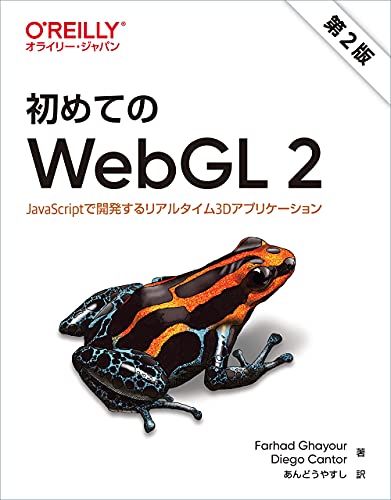 O'REILLY®
オライリー・ジャパン
第2版
初めての
WebGL 2
JavaScriptで開発するリアルタイム3Dアプリケーション
Farhad Ghayour
Diego Cantor 著
あんどうやすし 訳